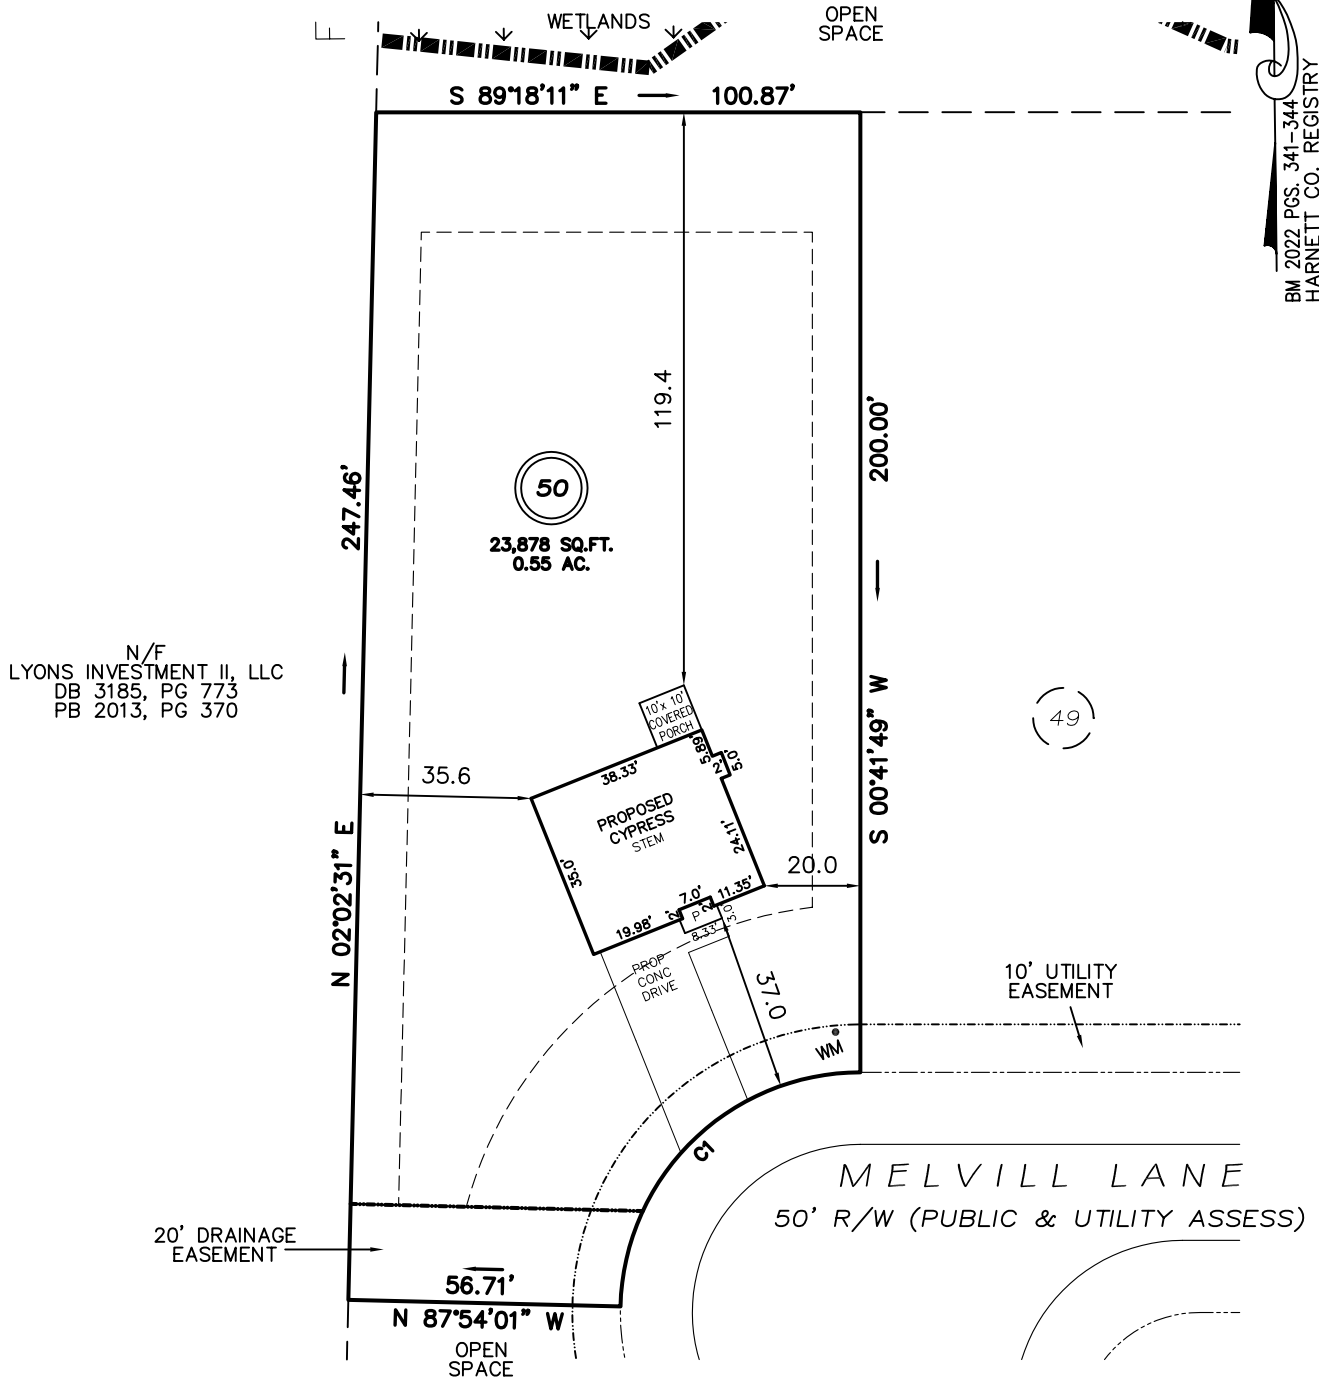 WETLANDS
OPEN
SPACE
S 89°18'11" E
100.87'
BM 2022 PGS. 341-344
HARNETT CO. REGISTRY
119.4
200.00'
247.46'
50
23,878 SQ.FT.
0.55 AC.
N/F
LYONS INVESTMENT II, LLC
DB 3185, PG 773
PB 2013, PG 370
S 00°41'49" W
49
10'x 10'
COVERED
PORCH
5.89'
5.0'
2'
38.33'
35.6
PROPOSED
CYPRESS
STEM
24.11'
35.0'
20.0
N 02°02'31" E
7.0'
11.35'
2'
2'
P
3.0'
19.98'
8.33'
PROP
CONC
DRIVE
37.0
10' UTILITY
EASEMENT
WM
C1
MELVILL LANE
50' R/W (PUBLIC & UTILITY ASSESS)
20' DRAINAGE
EASEMENT
56.71'
N 87°54'01" W
OPEN
SPACE